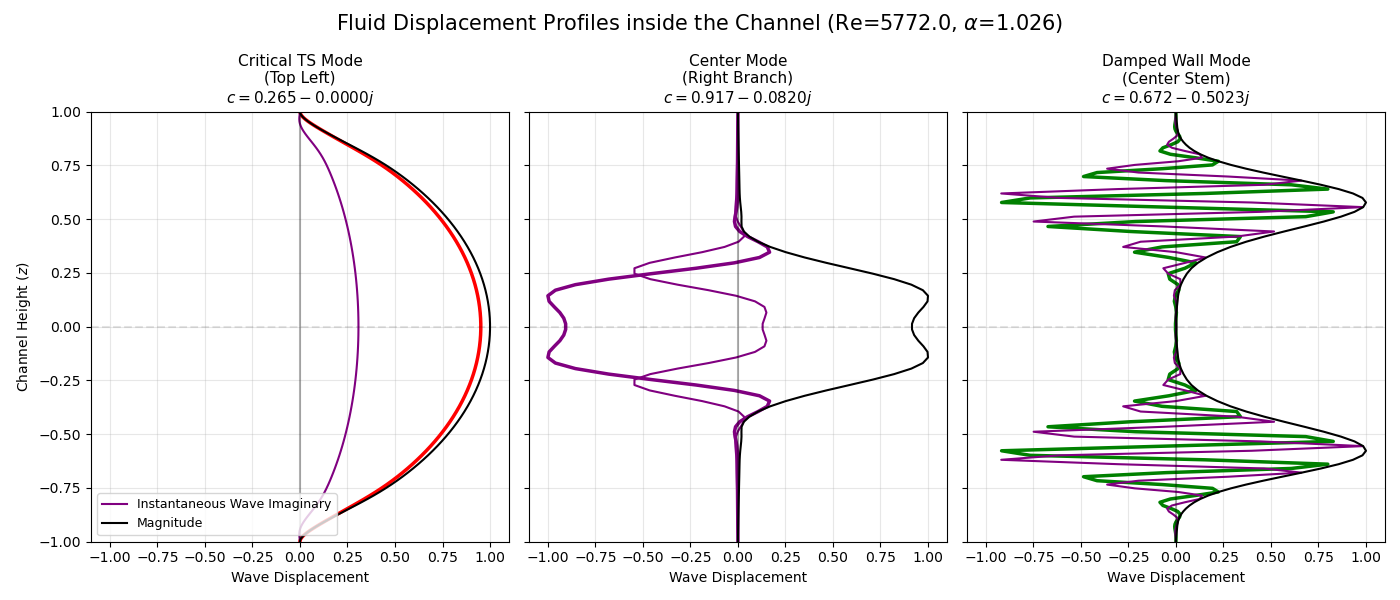 Fluid Displacement Profiles inside the Channel (Re=5772.0, α=1.026)
Critical TS Mode
(Top Left)
c = 0.265 − 0.0000j
Center Mode
(Right Branch)
c = 0.917 − 0.0820j
Damped Wall Mode
(Center Stem)
c = 0.672 − 0.5023j
Channel Height (z)
1.00
0.75
0.50
0.25
0.00
−0.25
−0.50
−0.75
−1.00
Instantaneous Wave Imaginary
Magnitude
−1.00 −0.75 −0.50 −0.25 0.00 0.25 0.50 0.75 1.00
Wave Displacement
−1.00 −0.75 −0.50 −0.25 0.00 0.25 0.50 0.75 1.00
Wave Displacement
−1.00 −0.75 −0.50 −0.25 0.00 0.25 0.50 0.75 1.00
Wave Displacement